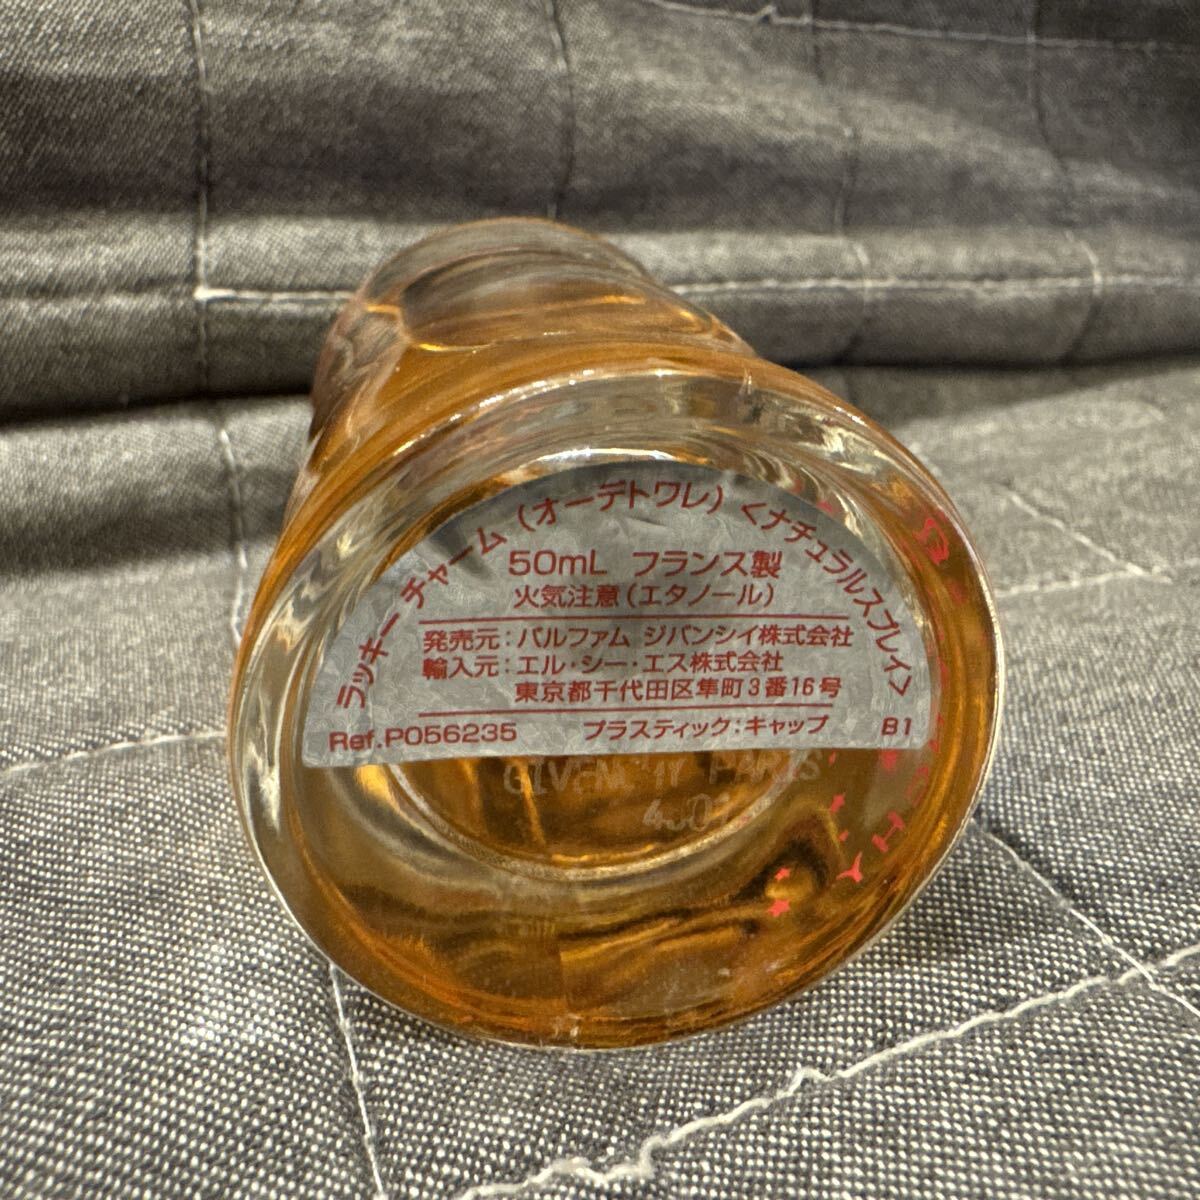 ラッキー チャーム (オーデトワレ) <ナチュラルスプレイ>
50mL フランス製
火気注意(エタノール)
発売元:パルファム ジバンシイ株式会社
輸入元:エル・シー・エス株式会社
東京都千代田区隼町3番16号
Ref.P056235 プラスティック:キャップ B1
PARIS